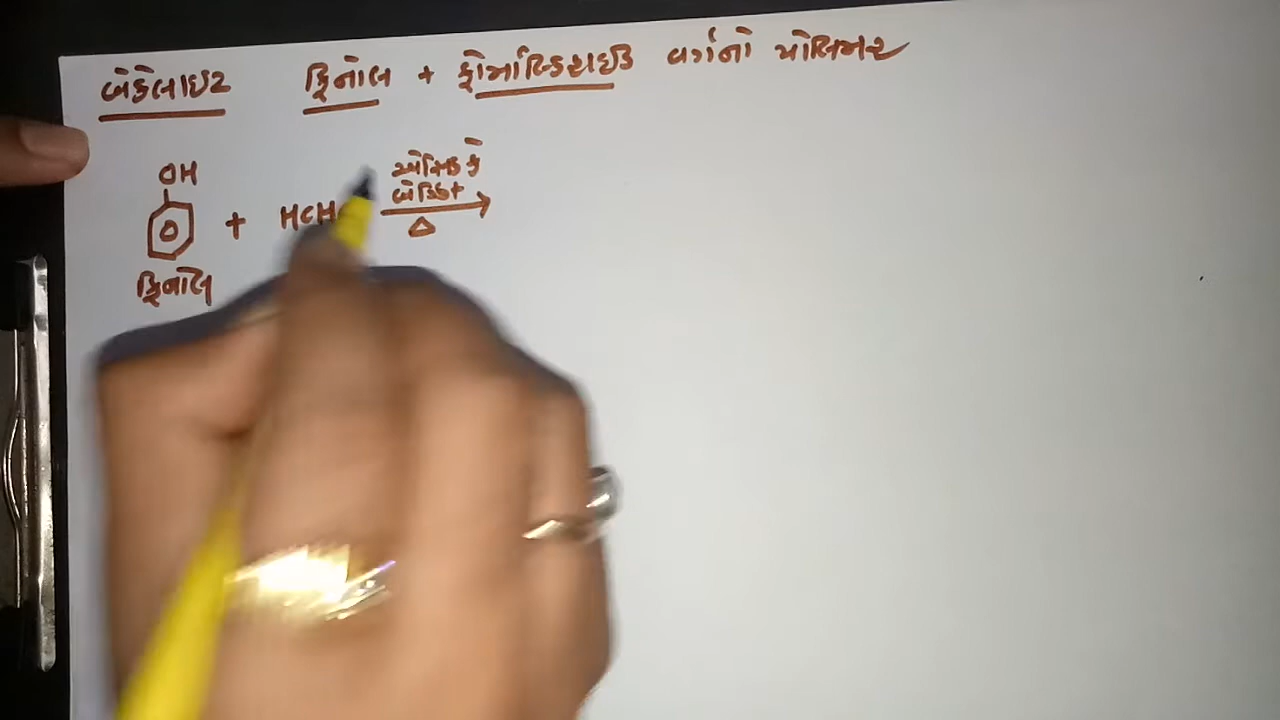 બેકેલાઇટ ફિનોલ + ફોર્માલ્ડિહાઇડ વર્ગનો પોલિમર
OH
+ HCH
એસિડ કે
બેઇઝ
Δ
ફિનોલ